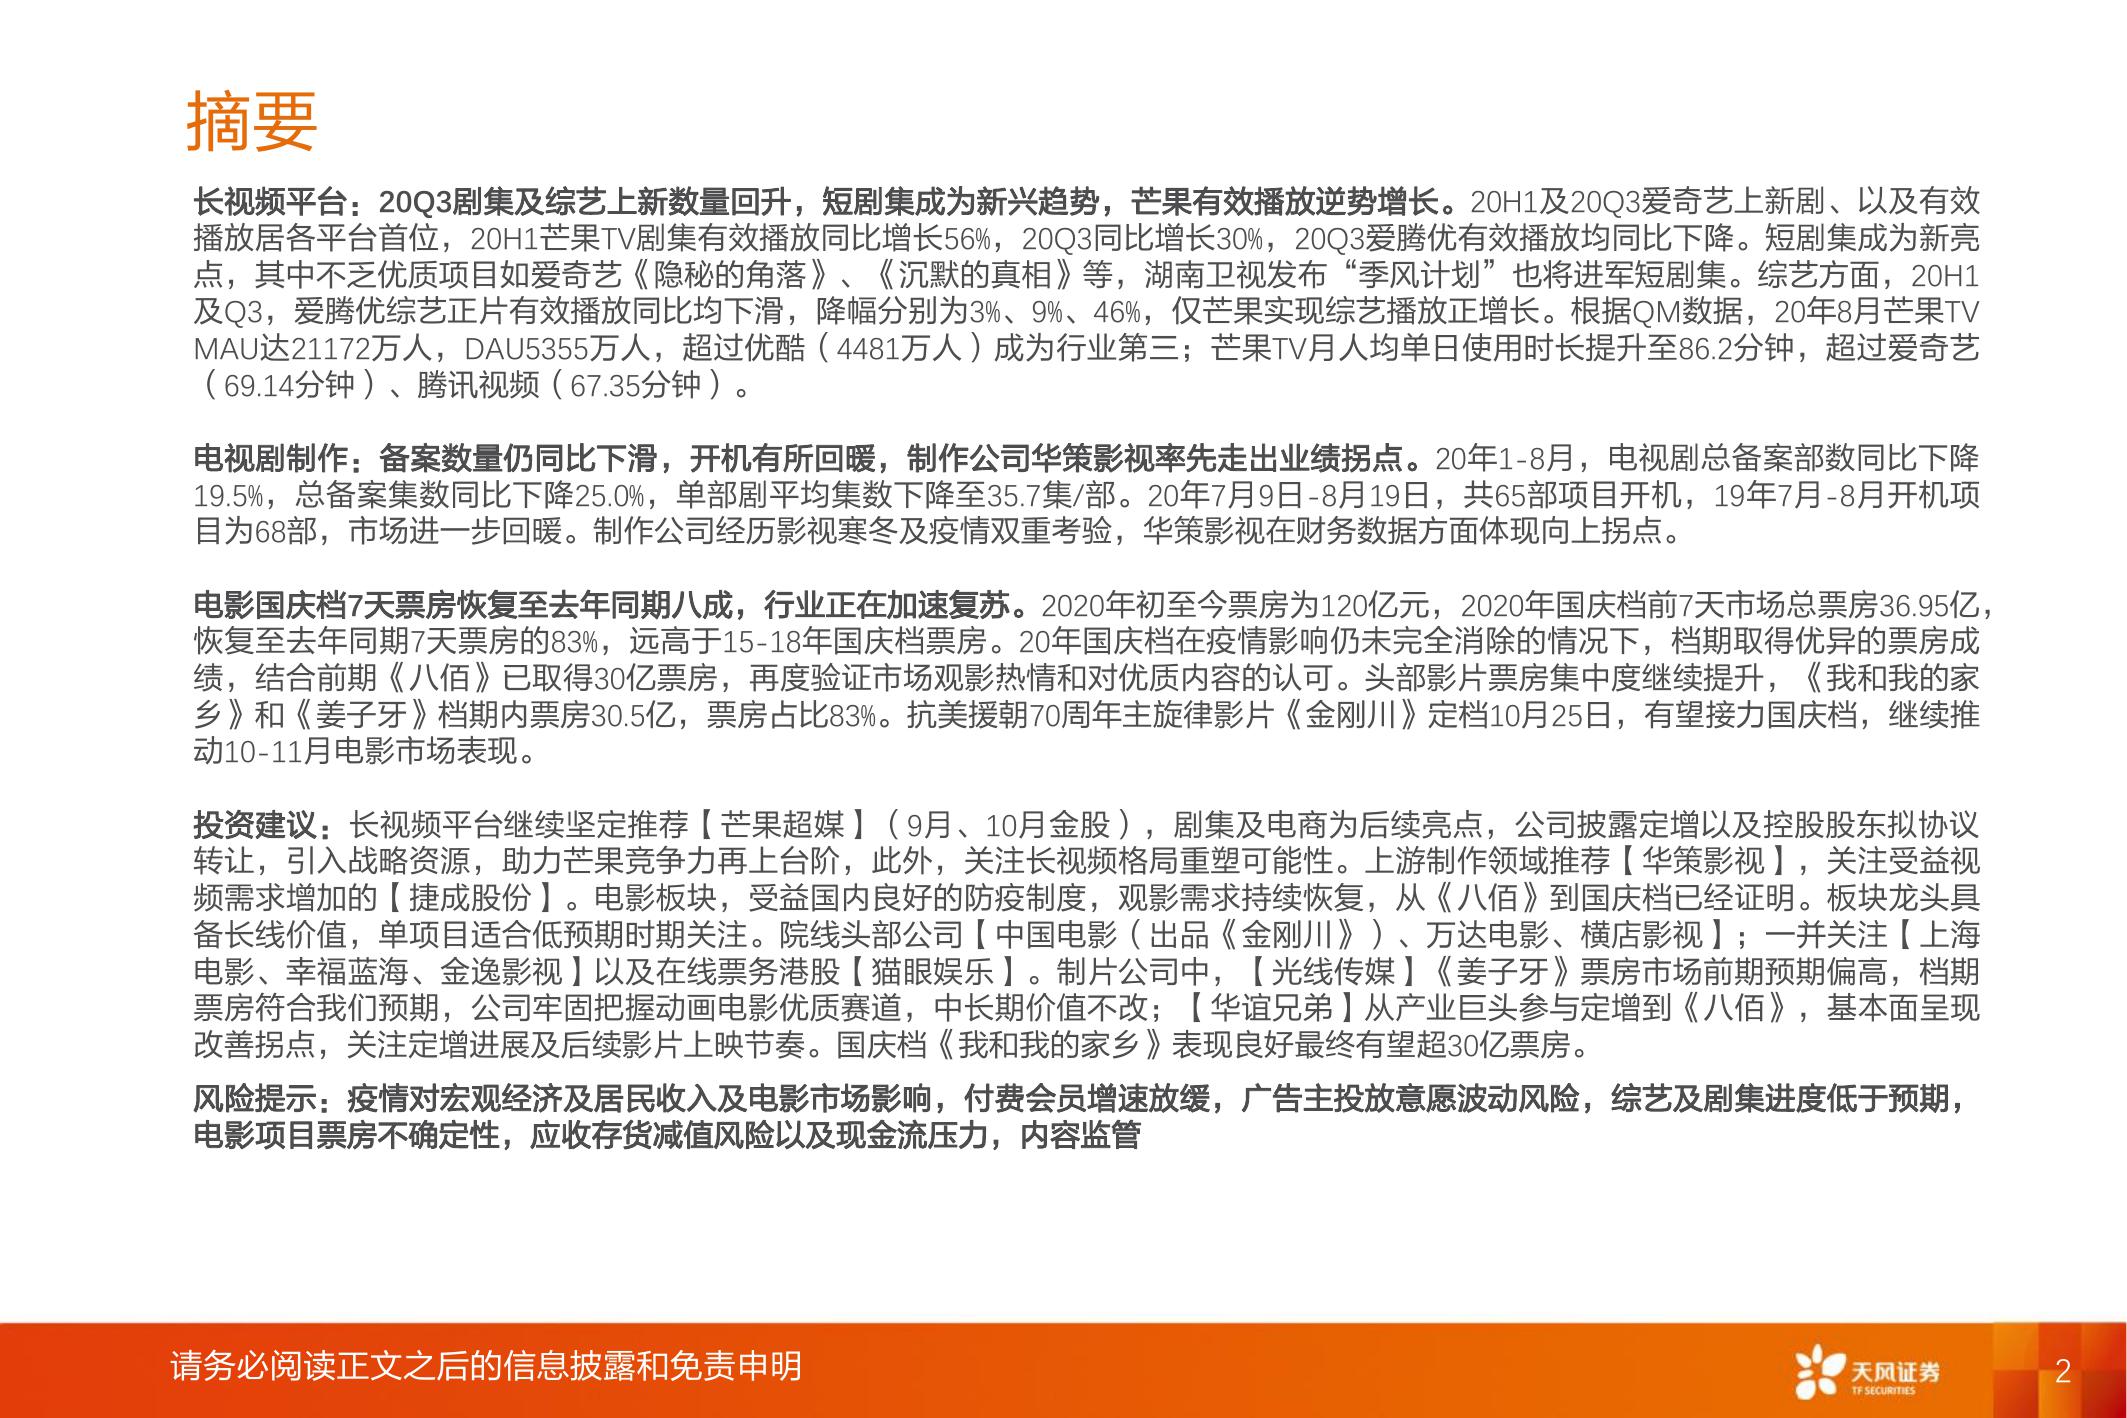 摘要
长视频平台：20Q3剧集及综艺上新数量回升，短剧集成为新兴趋势，芒果有效播放逆势增长。20H1及20Q3爱奇艺上新剧、以及有效
播放居各平台首位，20H1芒果TV剧集有效播放同比增长56%，20Q3同比增长30%，20Q3爱腾优有效播放均同比下降。短剧集成为新亮
点，其中不乏优质项目如爱奇艺《隐秘的角落》、《沉默的真相》等，湖南卫视发布“季风计划”也将进军短剧集。综艺方面，20H1
及Q3，爱腾优综艺正片有效播放同比均下滑，降幅分别为3%、9%、46%，仅芒果实现综艺播放正增长。根据QM数据，20年8月芒果TV
MAU达21172万人，DAU5355万人，超过优酷（4481万人）成为行业第三；芒果TV月人均单日使用时长提升至86.2分钟，超过爱奇艺
（69.14分钟）、腾讯视频（67.35分钟）。
电视剧制作：备案数量仍同比下滑，开机有所回暖，制作公司华策影视率先走出业绩拐点。20年1-8月，电视剧总备案部数同比下降
19.5%，总备案集数同比下降25.0%，单部剧平均集数下降至35.7集/部。20年7月9日-8月19日，共65部项目开机，19年7月-8月开机项
目为68部，市场进一步回暖。制作公司经历影视寒冬及疫情双重考验，华策影视在财务数据方面体现向上拐点。
电影国庆档7天票房恢复至去年同期八成，行业正在加速复苏。2020年初至今票房为120亿元，2020年国庆档前7天市场总票房36.95亿，
恢复至去年同期7天票房的83%，远高于15-18年国庆档票房。20年国庆档在疫情影响仍未完全消除的情况下，档期取得优异的票房成
绩，结合前期《八佰》已取得30亿票房，再度验证市场观影热情和对优质内容的认可。头部影片票房集中度继续提升，《我和我的家
乡》和《姜子牙》档期内票房30.5亿，票房占比83%。抗美援朝70周年主旋律影片《金刚川》定档10月25日，有望接力国庆档，继续推
动10-11月电影市场表现。
投资建议：长视频平台继续坚定推荐【芒果超媒】（9月、10月金股），剧集及电商为后续亮点，公司披露定增以及控股股东拟协议
转让，引入战略资源，助力芒果竞争力再上台阶，此外，关注长视频格局重塑可能性。上游制作领域推荐【华策影视】，关注受益视
频需求增加的【捷成股份】。电影板块，受益国内良好的防疫制度，观影需求持续恢复，从《八佰》到国庆档已经证明。板块龙头具
备长线价值，单项目适合低预期时期关注。院线头部公司【中国电影（出品《金刚川》）、万达电影、横店影视】；一并关注【上海
电影、幸福蓝海、金逸影视】以及在线票务港股【猫眼娱乐】。制片公司中，【光线传媒】《姜子牙》票房市场前期预期偏高，档期
票房符合我们预期，公司牢固把握动画电影优质赛道，中长期价值不改；【华谊兄弟】从产业巨头参与定增到《八佰》，基本面呈现
改善拐点，关注定增进展及后续影片上映节奏。国庆档《我和我的家乡》表现良好最终有望超30亿票房。
风险提示：疫情对宏观经济及居民收入及电影市场影响，付费会员增速放缓，广告主投放意愿波动风险，综艺及剧集进度低于预期，
电影项目票房不确定性，应收存货减值风险以及现金流压力，内容监管
请务必阅读正文之后的信息披露和免责申明
天风证券
TF SECURITIES
2